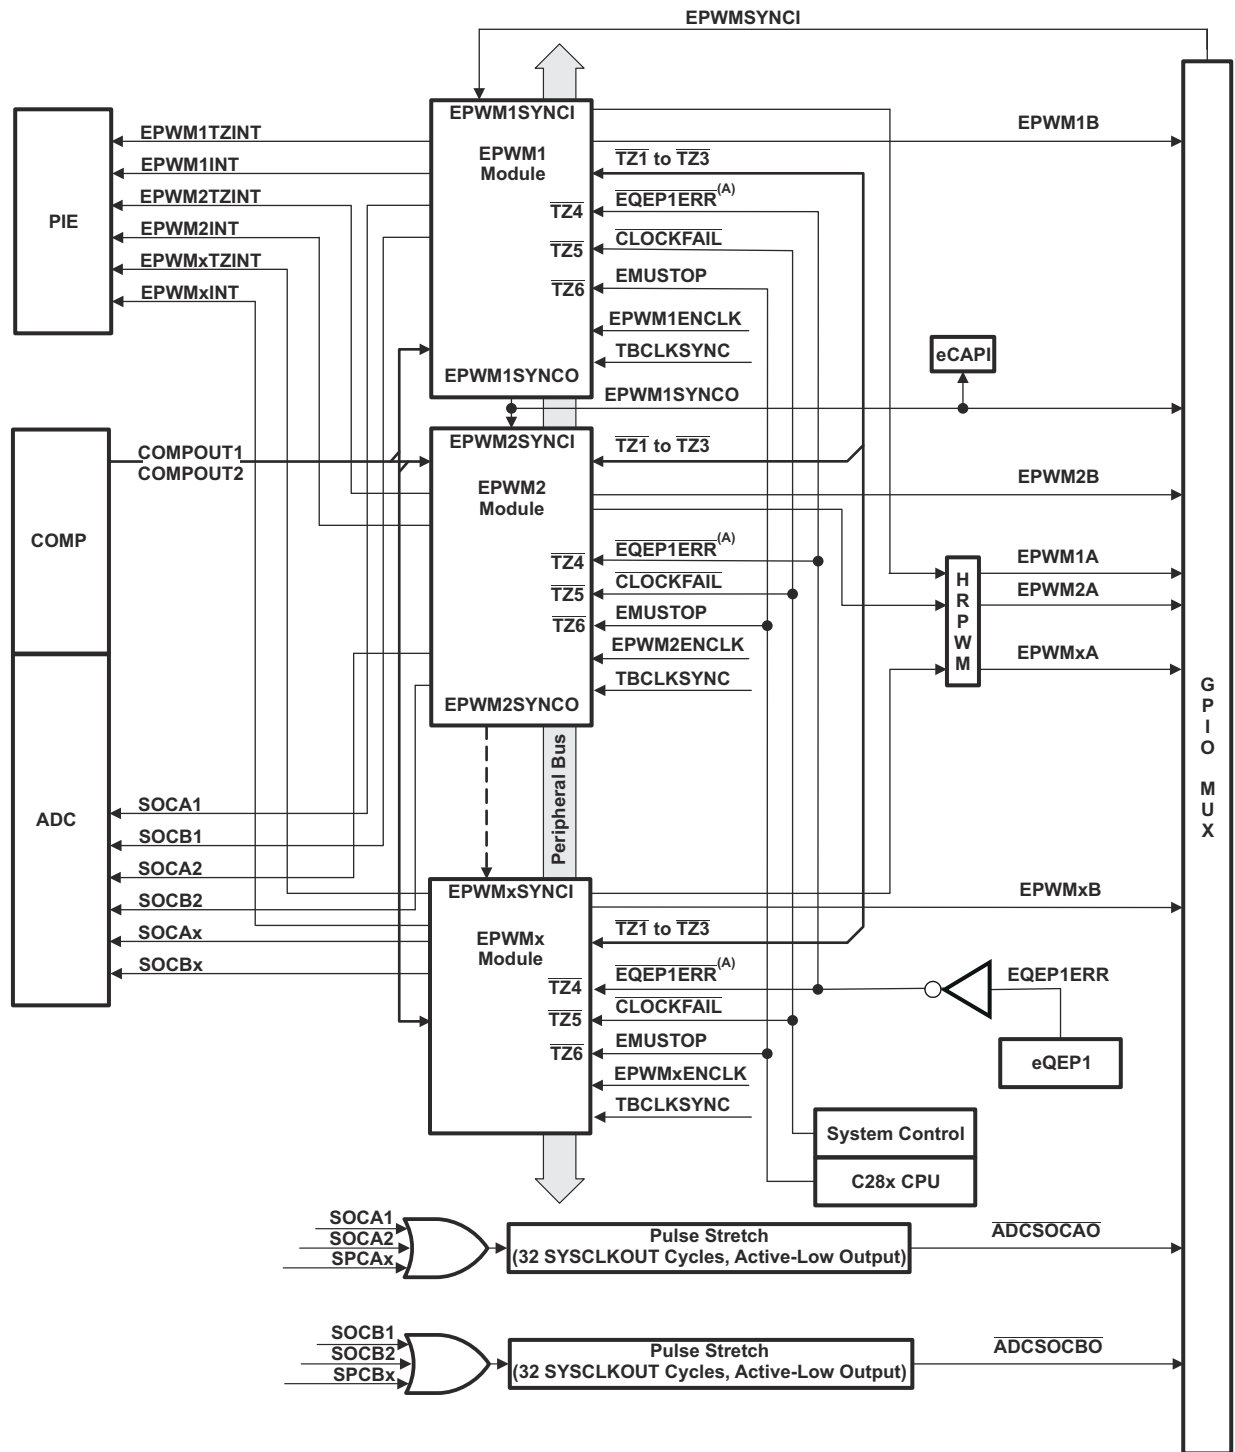 EPWMSYNCI
EPWM1SYNCI
EPWM1B
EPWM1TZINT
EPWM1
Module
TZ1 to TZ3
EPWM1INT
EPWM2TZINT
TZ4
EQEP1ERR(A)
PIE
EPWM2INT
TZ5
CLOCKFAIL
EPWMxTZINT
TZ6
EMUSTOP
EPWMxINT
EPWM1ENCLK
TBCLKSYNC
eCAPI
EPWM1SYNCO
EPWM1SYNCO
EPWM2SYNCI
TZ1 to TZ3
COMPOUT1
COMPOUT2
EPWM2
Module
EPWM2B
COMP
TZ4
EQEP1ERR(A)
EPWM1A
TZ5
CLOCKFAIL
HRPWM
EPWM2A
TZ6
EMUSTOP
EPWM2ENCLK
EPWMxA
TBCLKSYNC
EPWM2SYNCO
GPIO MUX
Peripheral Bus
ADC
SOCA1
SOCB1
SOCA2
SOCB2
SOCAx
SOCBx
EPWMxSYNCI
EPWMxB
EPWMx
Module
TZ1 to TZ3
TZ4
EQEP1ERR(A)
EQEP1ERR
TZ5
CLOCKFAIL
TZ6
EMUSTOP
eQEP1
EPWMxENCLK
TBCLKSYNC
System Control
C28x CPU
SOCA1
SOCA2
SPCAx
Pulse Stretch
(32 SYSCLKOUT Cycles, Active-Low Output)
ADCSOCAO
SOCB1
SOCB2
SPCBx
Pulse Stretch
(32 SYSCLKOUT Cycles, Active-Low Output)
ADCSOCBO